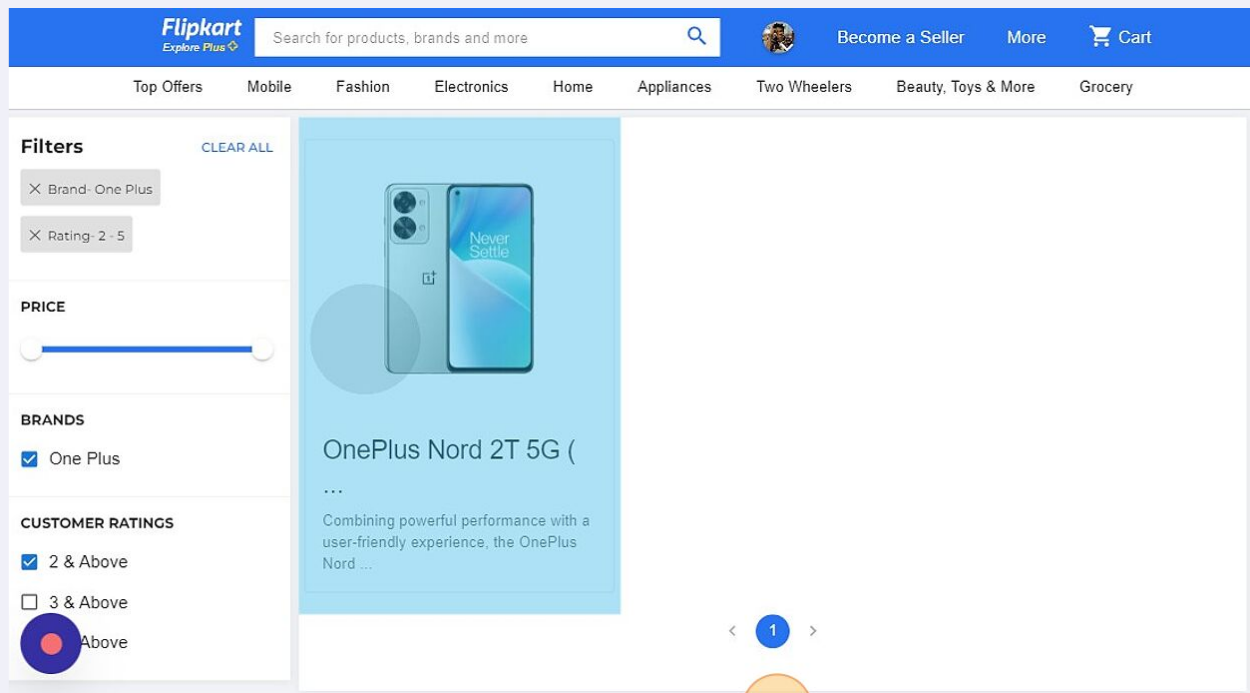 Flipkart
Explore Plus
Search for products, brands and more
Become a Seller
More
Cart
Top Offers
Mobile
Fashion
Electronics
Home
Appliances
Two Wheelers
Beauty, Toys & More
Grocery
Filters
CLEAR ALL
Brand- One Plus
Rating- 2 - 5
PRICE
BRANDS
One Plus
CUSTOMER RATINGS
2 & Above
3 & Above
Above
Never
Settle
OnePlus Nord 2T 5G (
...
Combining powerful performance with a
user-friendly experience, the OnePlus
Nord ...
1